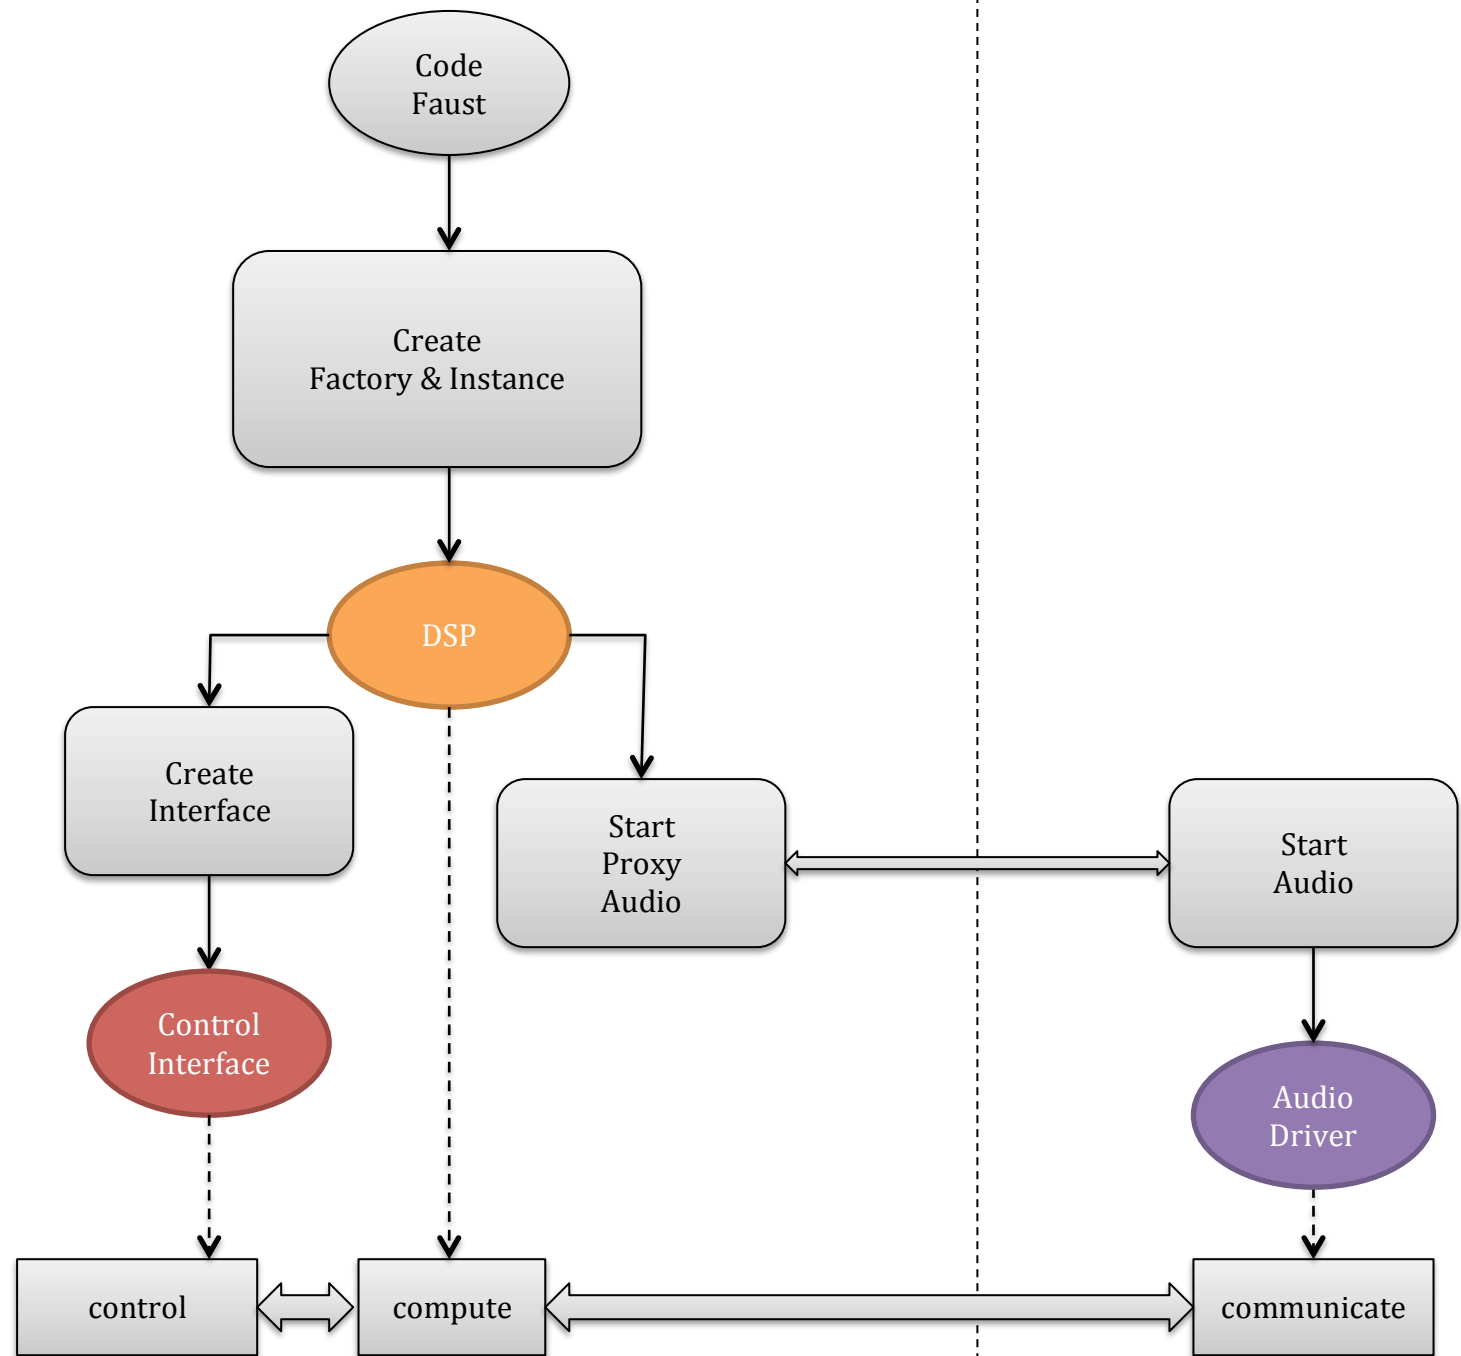 Code
Faust
Create
Factory & Instance
DSP
Create
Interface
Start
Proxy
Audio
Start
Audio
Control
Interface
Audio
Driver
control
compute
communicate